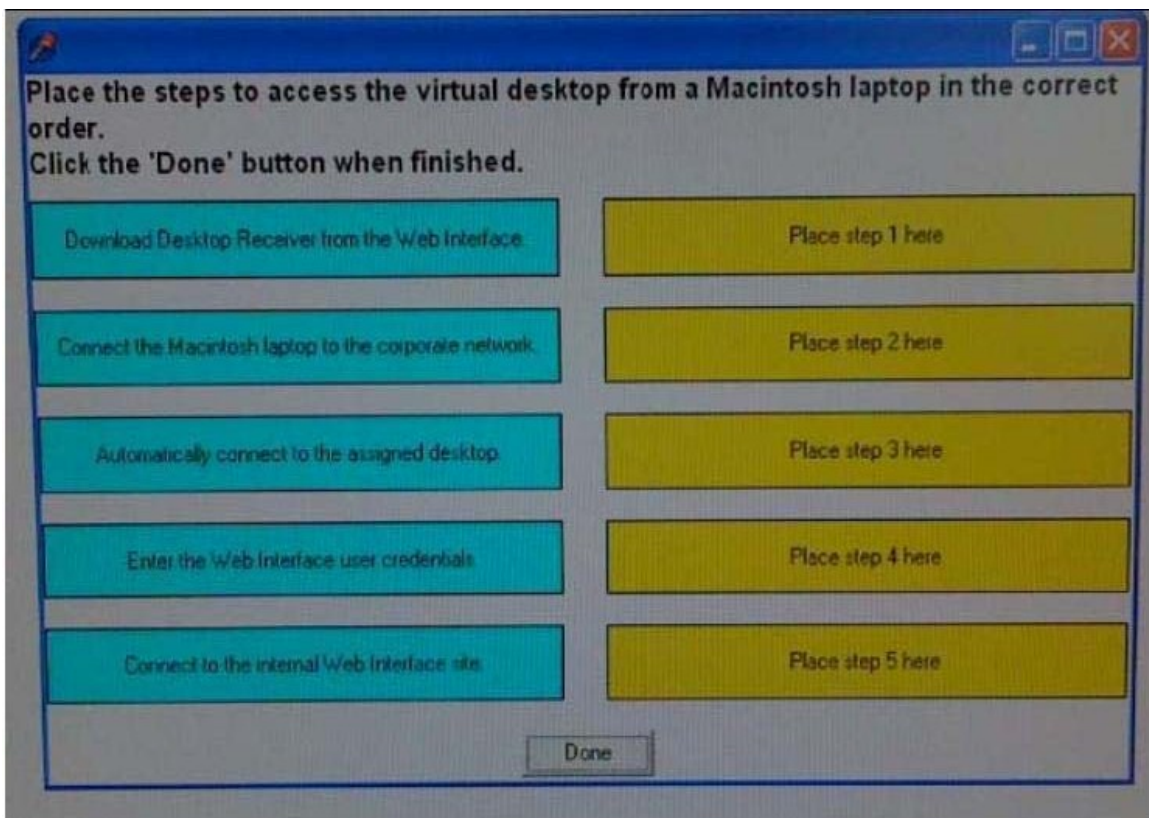 Place the steps to access the virtual desktop from a Macintosh laptop in the correct
order.
Click the 'Done' button when finished.
Download Desktop Receiver from the Web Interface.
Place step 1 here
Connect the Macintosh laptop to the corporate network.
Place step 2 here
Automatically connect to the assigned desktop.
Place step 3 here
Enter the Web Interface user credentials.
Place step 4 here
Connect to the internal Web Interface site.
Place step 5 here
Done